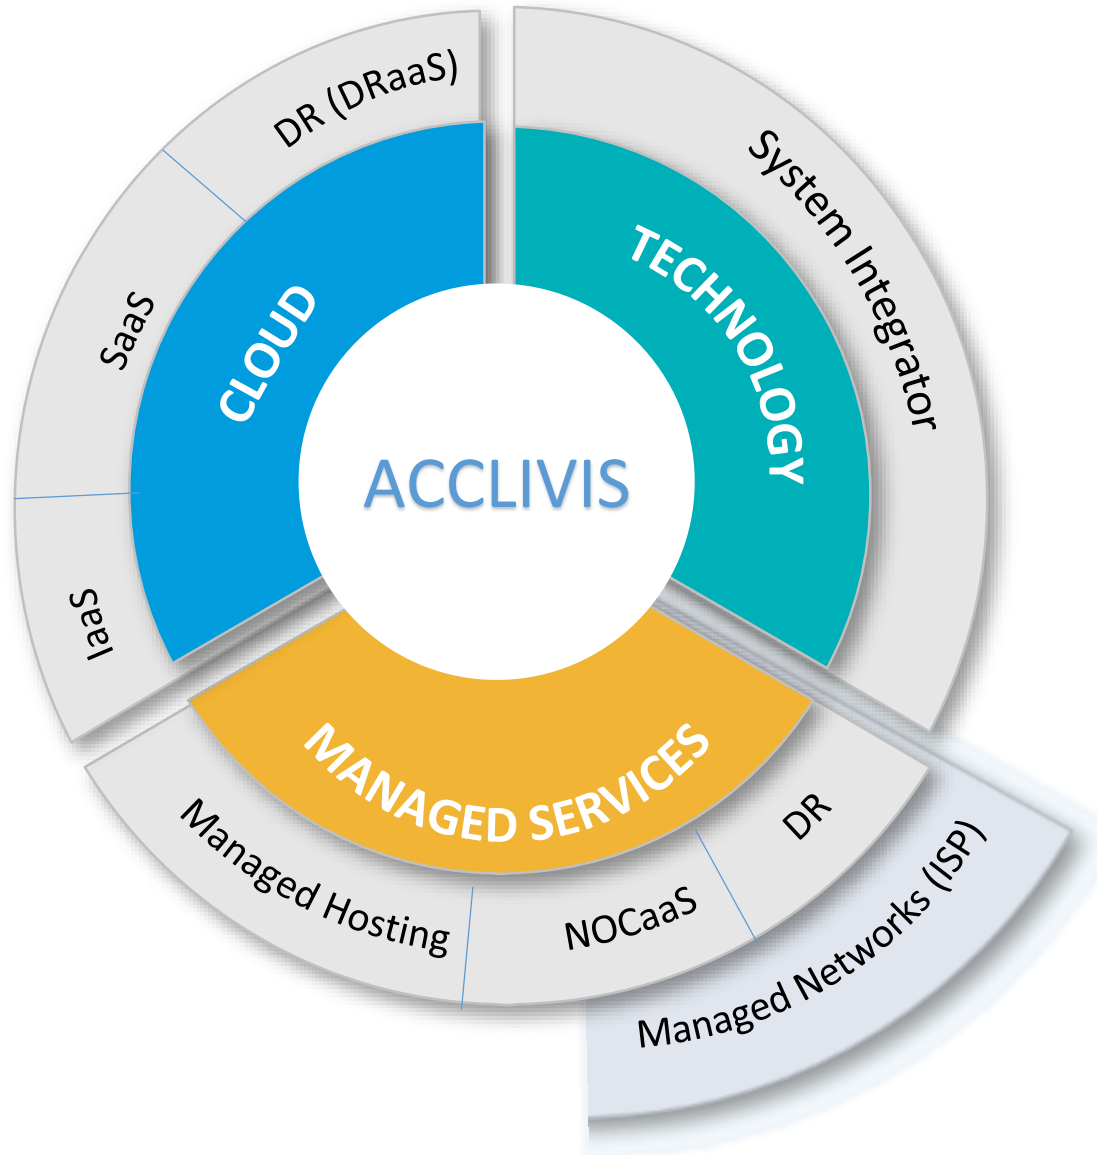 DR (DRaaS)
System Integrator
TECHNOLOGY
SaaS
CLOUD
ACCLIVIS
IaaS
MANAGED SERVICES
Managed Hosting
NOCaaS
DR
Managed Networks (ISP)